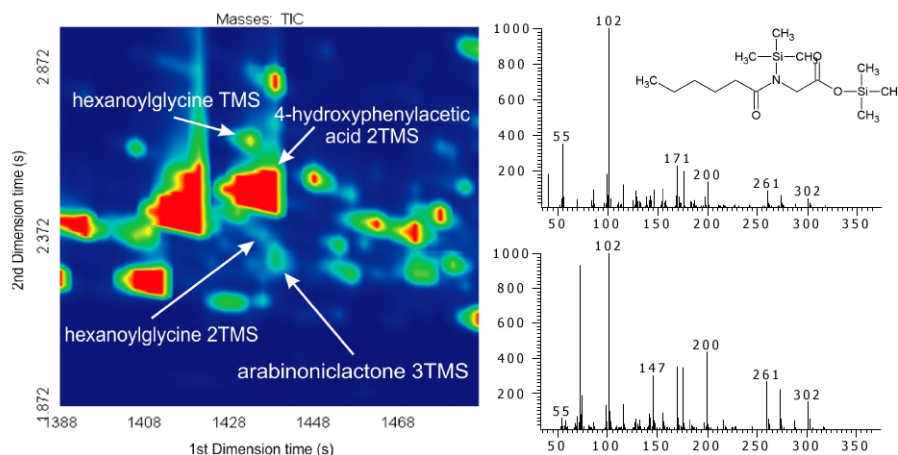 Masses: TIC
2.872
2.372
1.872
2nd Dimension time (s)
hexanoylglycine TMS
4-hydroxyphenylacetic
acid 2TMS
hexanoylglycine 2TMS
arabinoniclactone 3TMS
1388 1408 1428 1448 1468
1st Dimension time (s)
1000
800
600
400
200
102
55
171
200
261
302
50 100 150 200 250 300 350
CH₃
H₃C Si CH₃
H₃C N O CH₃
O O Si CH₃
CH₃
1000
800
600
400
200
102
55
147
200
261
302
50 100 150 200 250 300 350